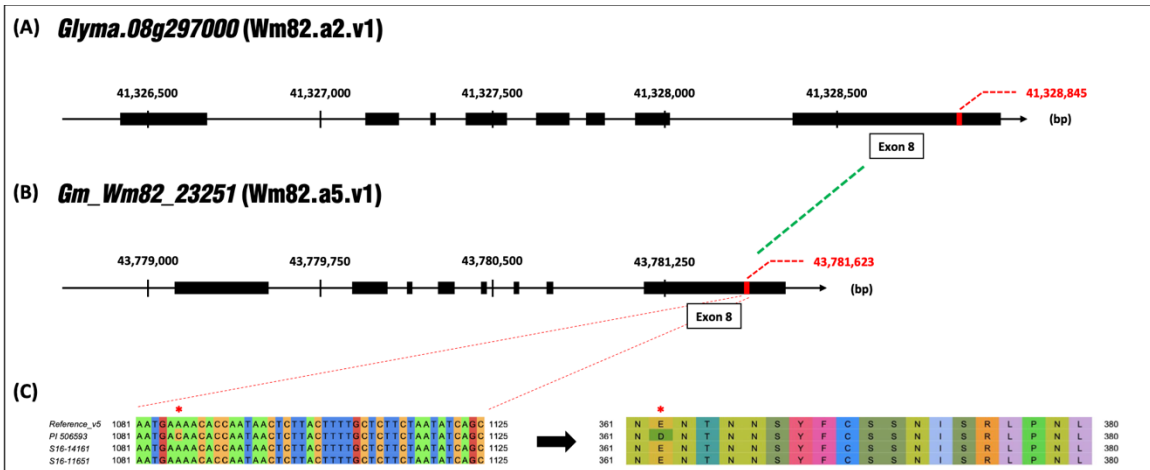 (A) Glyma.08g297000 (Wm82.a2.v1)
41,326,500 41,327,000 41,327,500 41,328,000 41,328,500 41,328,845
(bp)
Exon 8
(B) Gm_Wm82_23251 (Wm82.a5.v1)
43,779,000 43,779,750 43,780,500 43,781,250 43,781,623
(bp)
Exon 8
(C)
* *
Reference_v5 1081 AATGAAAACACCAATAACTCTTACTTTTGCTCTTCTAATATCAGC 1125 361 N E N T N N S Y F C S S N I S R L P N L 380
PI 506593 1081 AATGACAACACCAATAACTCTTACTTTTGCTCTTCTAATATCAGC 1125 361 N D N T N N S Y F C S S N I S R L P N L 380
S16-14161 1081 AATGAAAACACCAATAACTCTTACTTTTGCTCTTCTAATATCAGC 1125 361 N E N T N N S Y F C S S N I S R L P N L 380
S16-11651 1081 AATGAAAACACCAATAACTCTTACTTTTGCTCTTCTAATATCAGC 1125 361 N E N T N N S Y F C S S N I S R L P N L 380